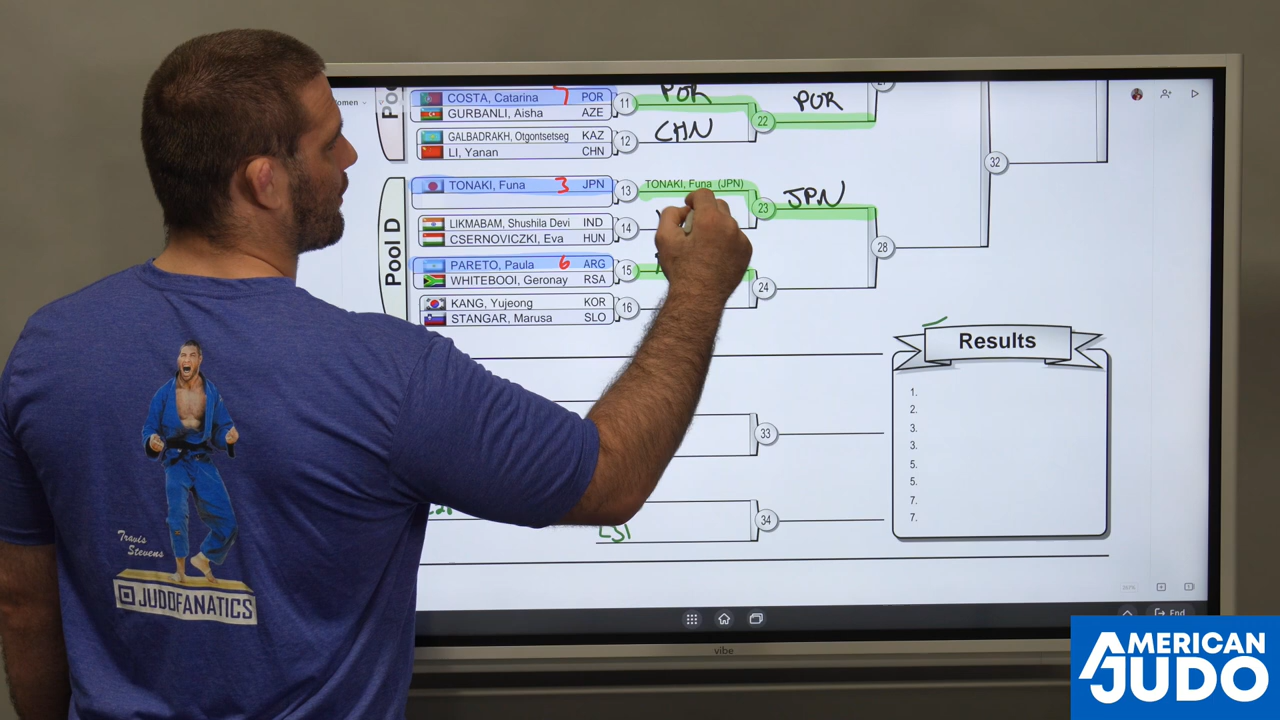 omen
Poo
COSTA, Catarina 7 POR
GURBANLI, Aisha AZE
GALBADRAKH, Otgontsetseg KAZ
LI, Yanan CHN
11
12
POR
CHN
22
POR
32
Pool D
TONAKI, Funa 3 JPN
LIKMABAM, Shushila Devi IND
CSERNOVICZKI, Eva HUN
PARETO, Paula 6 ARG
WHITEBOOI, Geronay RSA
KANG, Yujeong KOR
STANGAR, Marusa SLO
13
14
15
16
TONAKI, Funa (JPN)
23
24
JPN
28
Results
1.
2.
3.
3.
5.
5.
7.
7.
33
34
End
vibe
Travis
Stevens
JUDOFANATICS
AMERICAN
JUDO